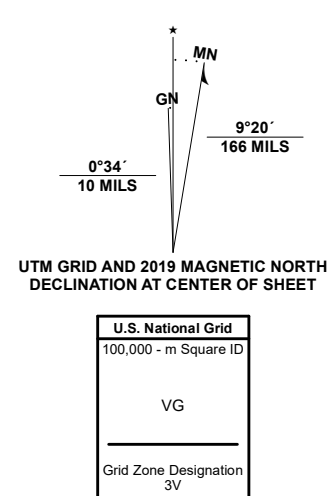 ★
MN
GN
9°20´
166 MILS
0°34´
10 MILS
UTM GRID AND 2019 MAGNETIC NORTH
DECLINATION AT CENTER OF SHEET
U.S. National Grid
100,000 - m Square ID
VG
Grid Zone Designation
3V